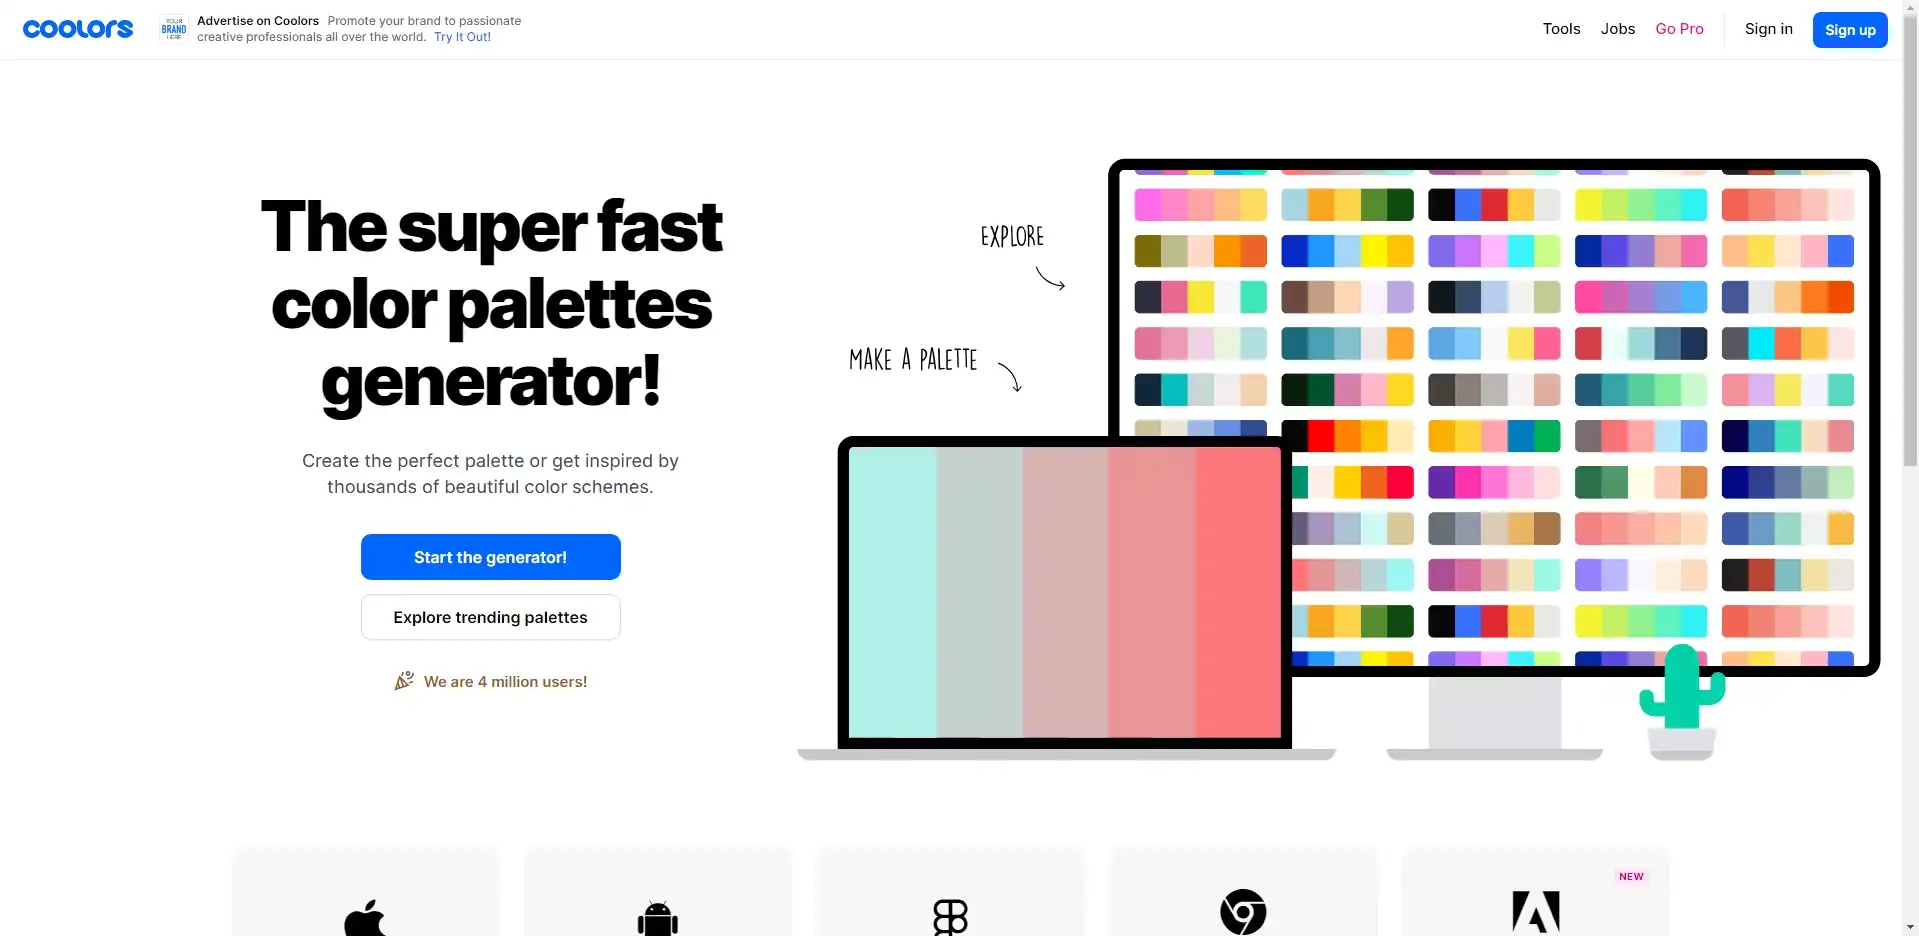 coolors
YOUR
BRAND
HERE
Advertise on Coolors Promote your brand to passionate
creative professionals all over the world. Try It Out!
Tools
Jobs
Go Pro
Sign in
Sign up
The super fast
color palettes
generator!
Create the perfect palette or get inspired by
thousands of beautiful color schemes.
Start the generator!
Explore trending palettes
We are 4 million users!
EXPLORE
MAKE A PALETTE
NEW